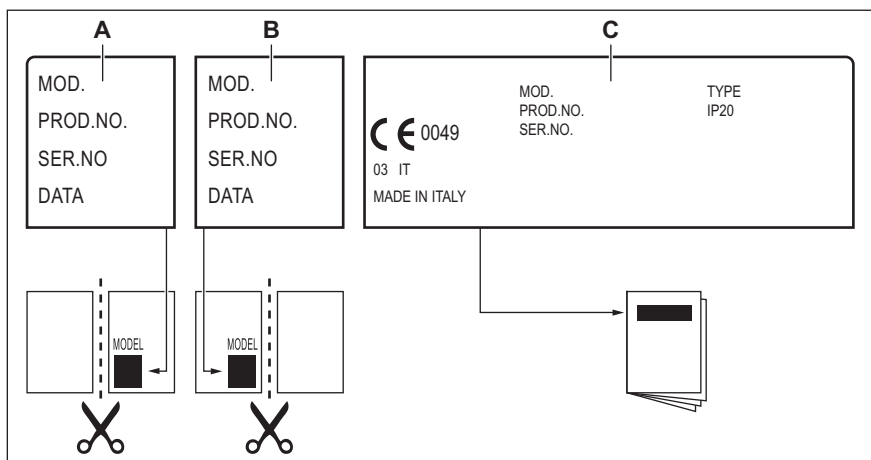 A
B
C
MOD.
PROD.NO.
SER.NO
DATA
MOD.
PROD.NO.
SER.NO
DATA
MOD.
PROD.NO.
SER.NO.
TYPE
IP20
CE 0049
03 IT
MADE IN ITALY
MODEL
MODEL